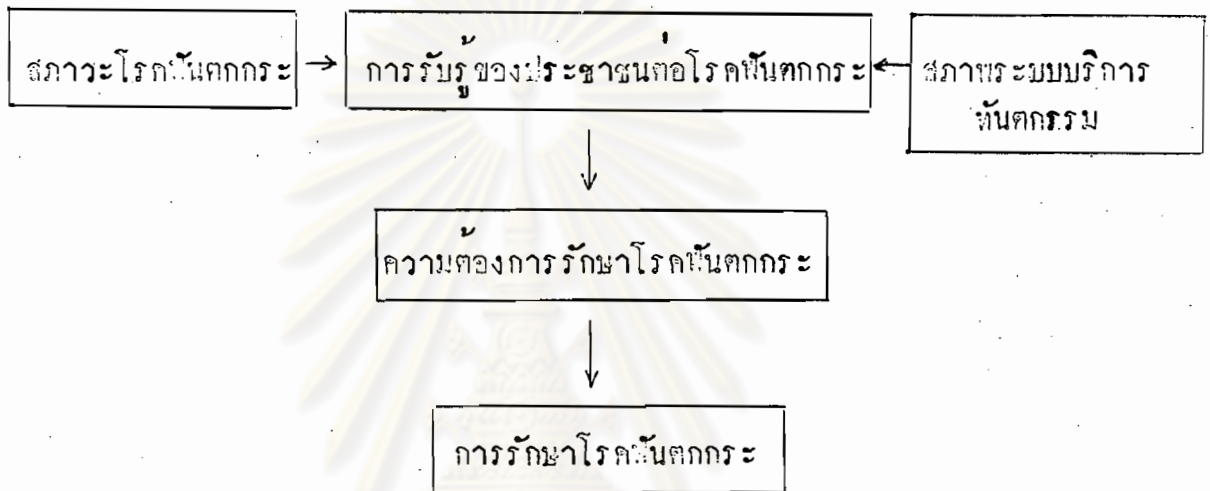 สภาวะโรคฟันตกกระ
การรับรู้ของประชาชนต่อโรคฟันตกกระ
สภาพระบบบริการ
ทันตกรรม
ความต้องการรักษาโรคฟันตกกระ
การรักษาโรคฟันตกกระ